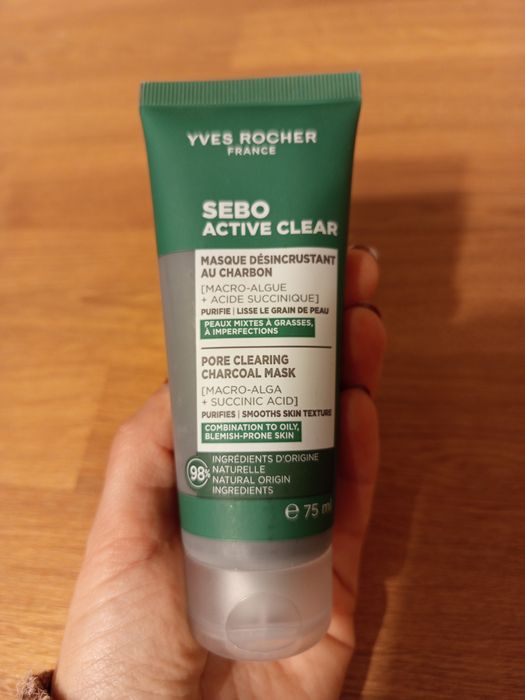 YVES ROCHER
FRANCE
SEBO
ACTIVE CLEAR
MASQUE DÉSINCRUSTANT
AU CHARBON
[MACRO-ALGUE
+ ACIDE SUCCINIQUE]
PURIFIE | LISSE LE GRAIN DE PEAU
PEAUX MIXTES À GRASSES,
À IMPERFECTIONS
PORE CLEARING
CHARCOAL MASK
[MACRO-ALGA
+ SUCCINIC ACID]
PURIFIES | SMOOTHS SKIN TEXTURE
COMBINATION TO OILY,
BLEMISH-PRONE SKIN
98%
INGRÉDIENTS D'ORIGINE
NATURELLE
NATURAL ORIGIN
INGREDIENTS
℮ 75 ml